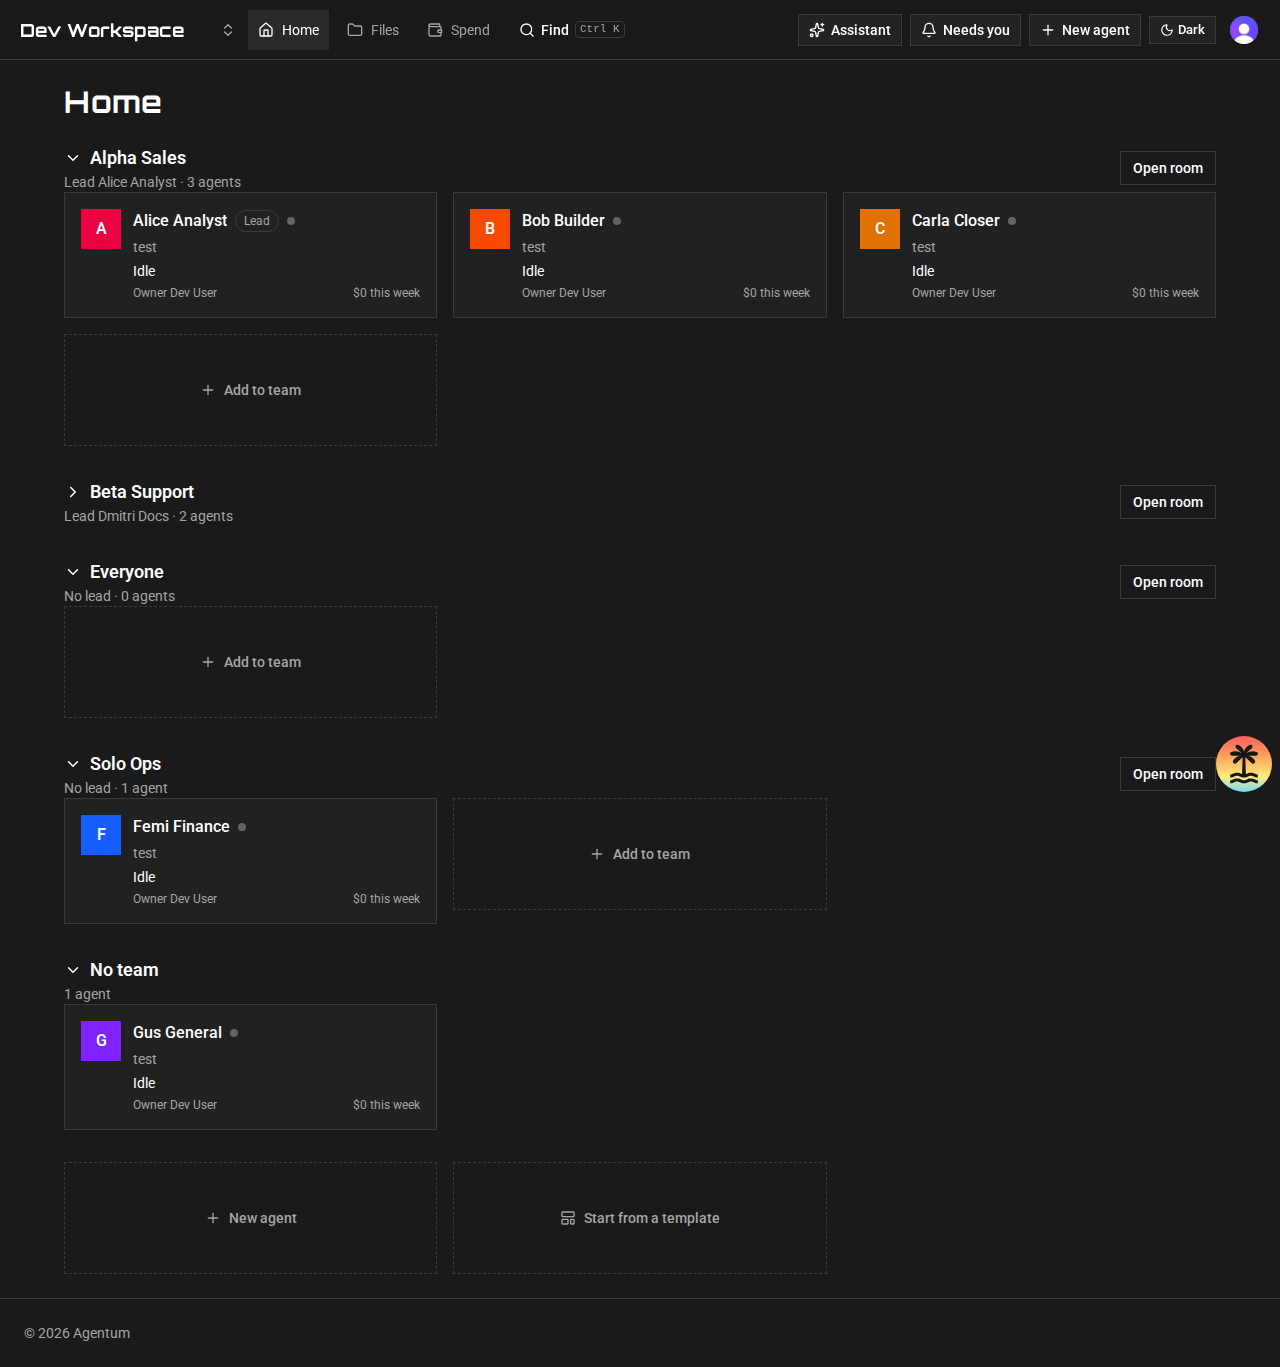 Dev Workspace
Home
Files
Spend
Find
Ctrl K
Assistant
Needs you
New agent
Dark
Home
Alpha Sales
Lead Alice Analyst · 3 agents
Open room
A
Alice Analyst
Lead
test
Idle
Owner Dev User
$0 this week
B
Bob Builder
test
Idle
Owner Dev User
$0 this week
C
Carla Closer
test
Idle
Owner Dev User
$0 this week
Add to team
Beta Support
Lead Dmitri Docs · 2 agents
Open room
Everyone
No lead · 0 agents
Open room
Add to team
Solo Ops
No lead · 1 agent
Open room
F
Femi Finance
test
Idle
Owner Dev User
$0 this week
Add to team
No team
1 agent
G
Gus General
test
Idle
Owner Dev User
$0 this week
New agent
Start from a template
© 2026 Agentum